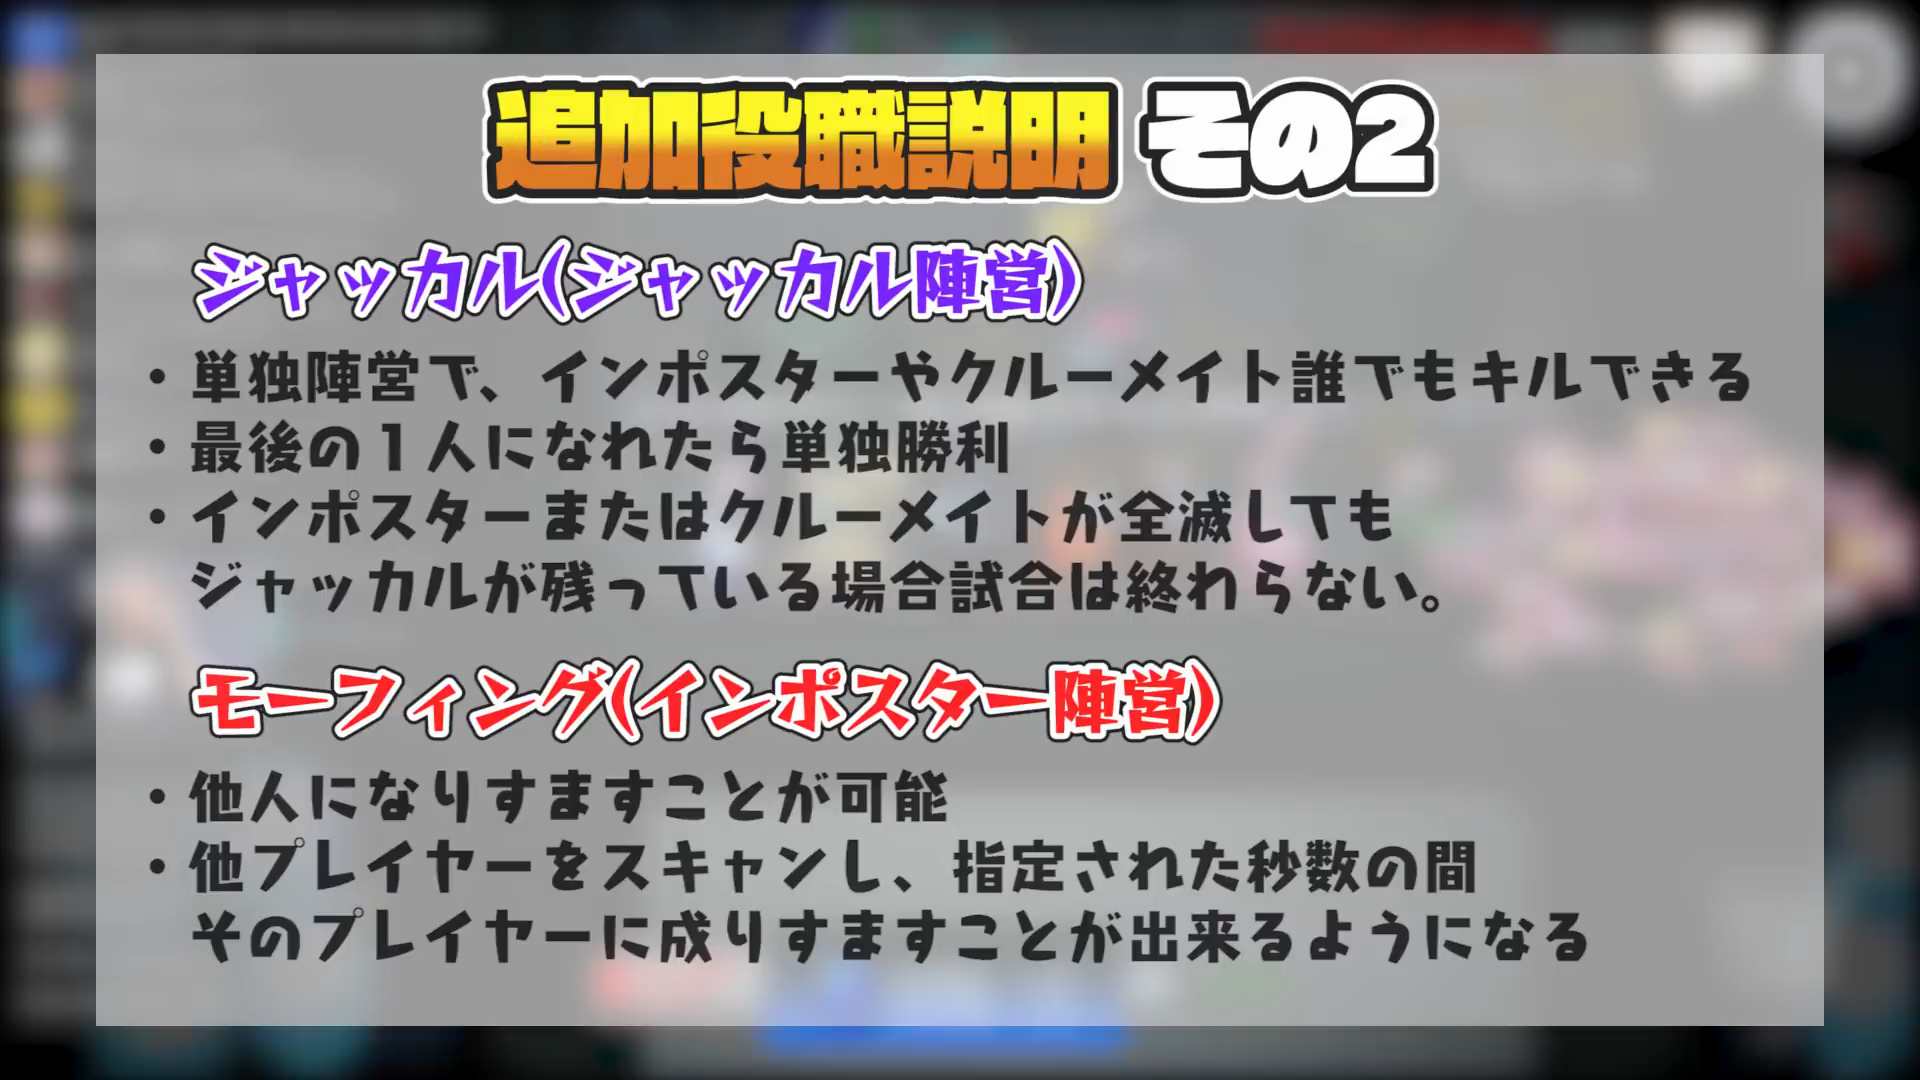 追加役職説明 その2
ジャッカル(ジャッカル陣営)
・単独陣営で、インポスターやクルーメイト誰でもキルできる
・最後の１人になれたら単独勝利
・インポスターまたはクルーメイトが全滅しても
ジャッカルが残っている場合試合は終わらない。
モーフィング(インポスター陣営)
・他人になりすますことが可能
・他プレイヤーをスキャンし、指定された秒数の間
そのプレイヤーに成りすますことが出来るようになる